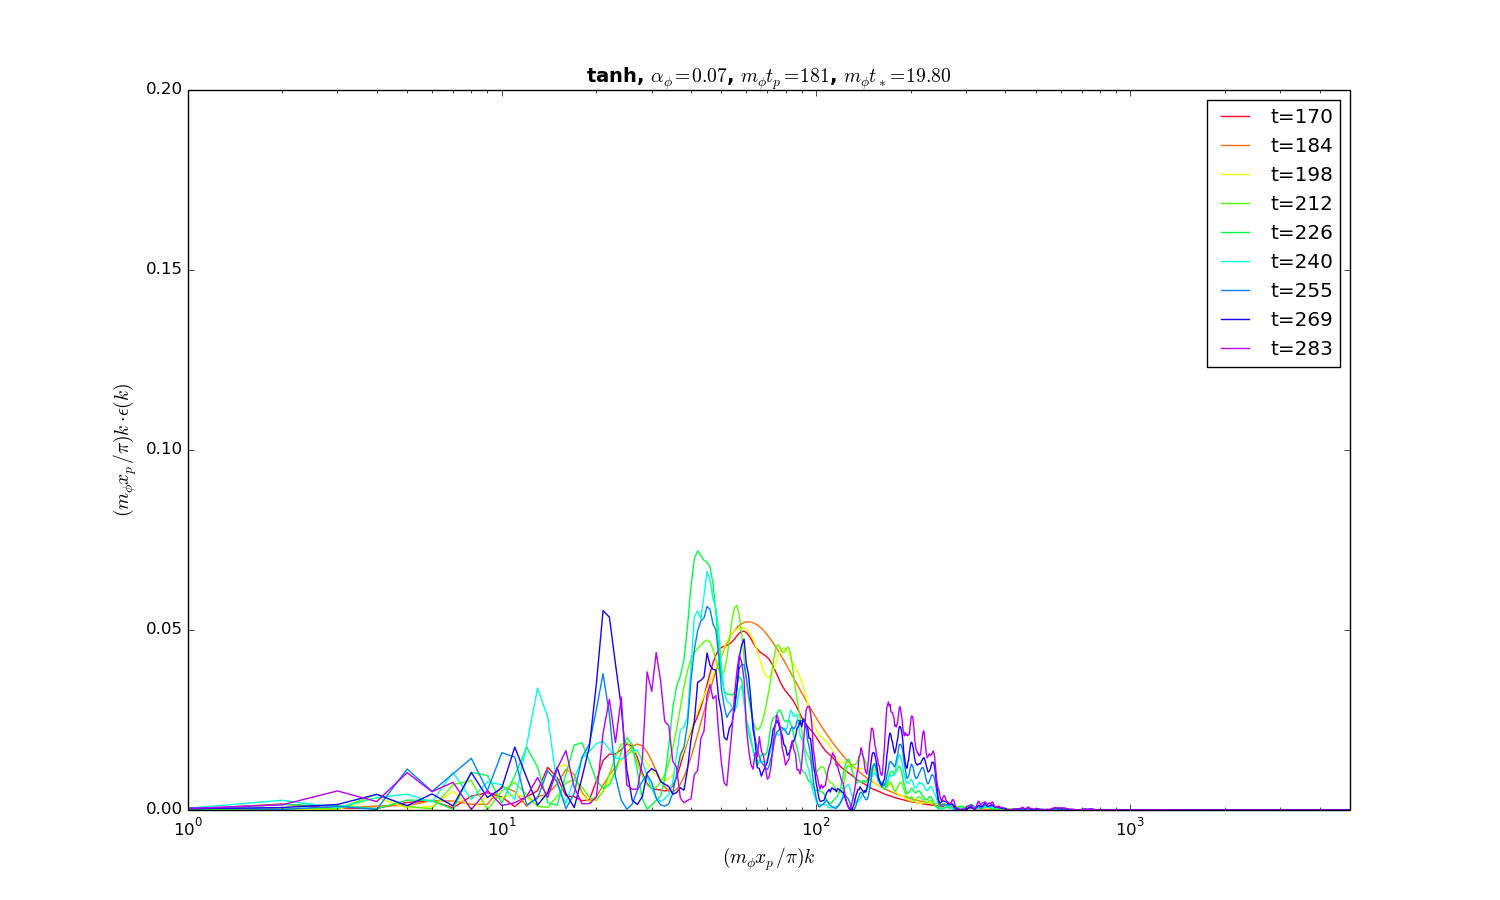 tanh, α_ϕ=0.07, m_ϕt_p=181, m_ϕt_*=19.80
0.20
0.15
0.10
0.05
0.00
(m_ϕx_p/π)k·ϵ(k)
10^0
10^1
10^2
10^3
(m_ϕx_p/π)k
t=170
t=184
t=198
t=212
t=226
t=240
t=255
t=269
t=283